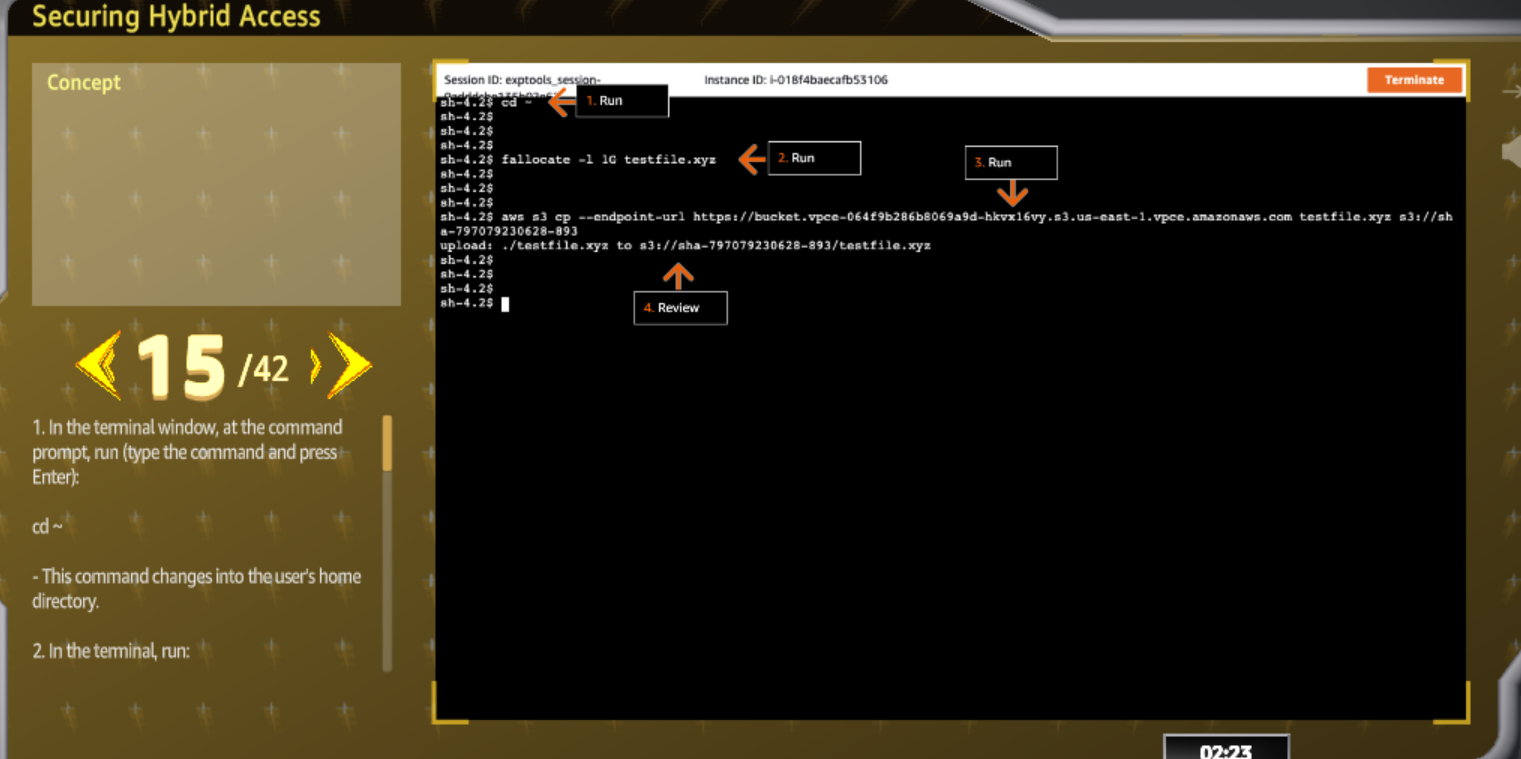 Securing Hybrid Access
Concept
15 /42
1. In the terminal window, at the command
prompt, run (type the command and press
Enter):
cd ~
- This command changes into the user's home
directory.
2. In the terminal, run:
Session ID: exptools_session-
Instance ID: i-018f4baecafb53106
Terminate
sh-4.2$ cd ~
1. Run
sh-4.2$
sh-4.2$
sh-4.2$
sh-4.2$ fallocate -l 1G testfile.xyz
2. Run
3. Run
sh-4.2$
sh-4.2$
sh-4.2$
sh-4.2$ aws s3 cp --endpoint-url https://bucket.vpce-064f9b286b8069a9d-hkvx16vy.s3.us-east-1.vpce.amazonaws.com testfile.xyz s3://sh
a-797079230628-893
upload: ./testfile.xyz to s3://sha-797079230628-893/testfile.xyz
sh-4.2$
sh-4.2$
sh-4.2$
sh-4.2$
4. Review
02:23